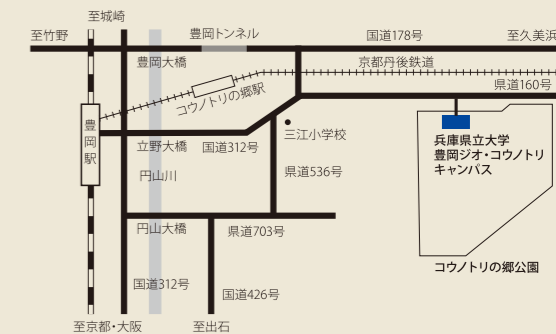 至城崎
至竹野
豊岡トンネル
国道178号
至久美浜
豊岡大橋
京都丹後鉄道
コウノトリの郷駅
県道160号
豊岡駅
立野大橋
国道312号
三江小学校
兵庫県立大学
豊岡ジオ・コウノトリ
キャンパス
円山川
県道536号
円山大橋
県道703号
コウノトリの郷公園
国道312号
国道426号
至京都・大阪
至出石